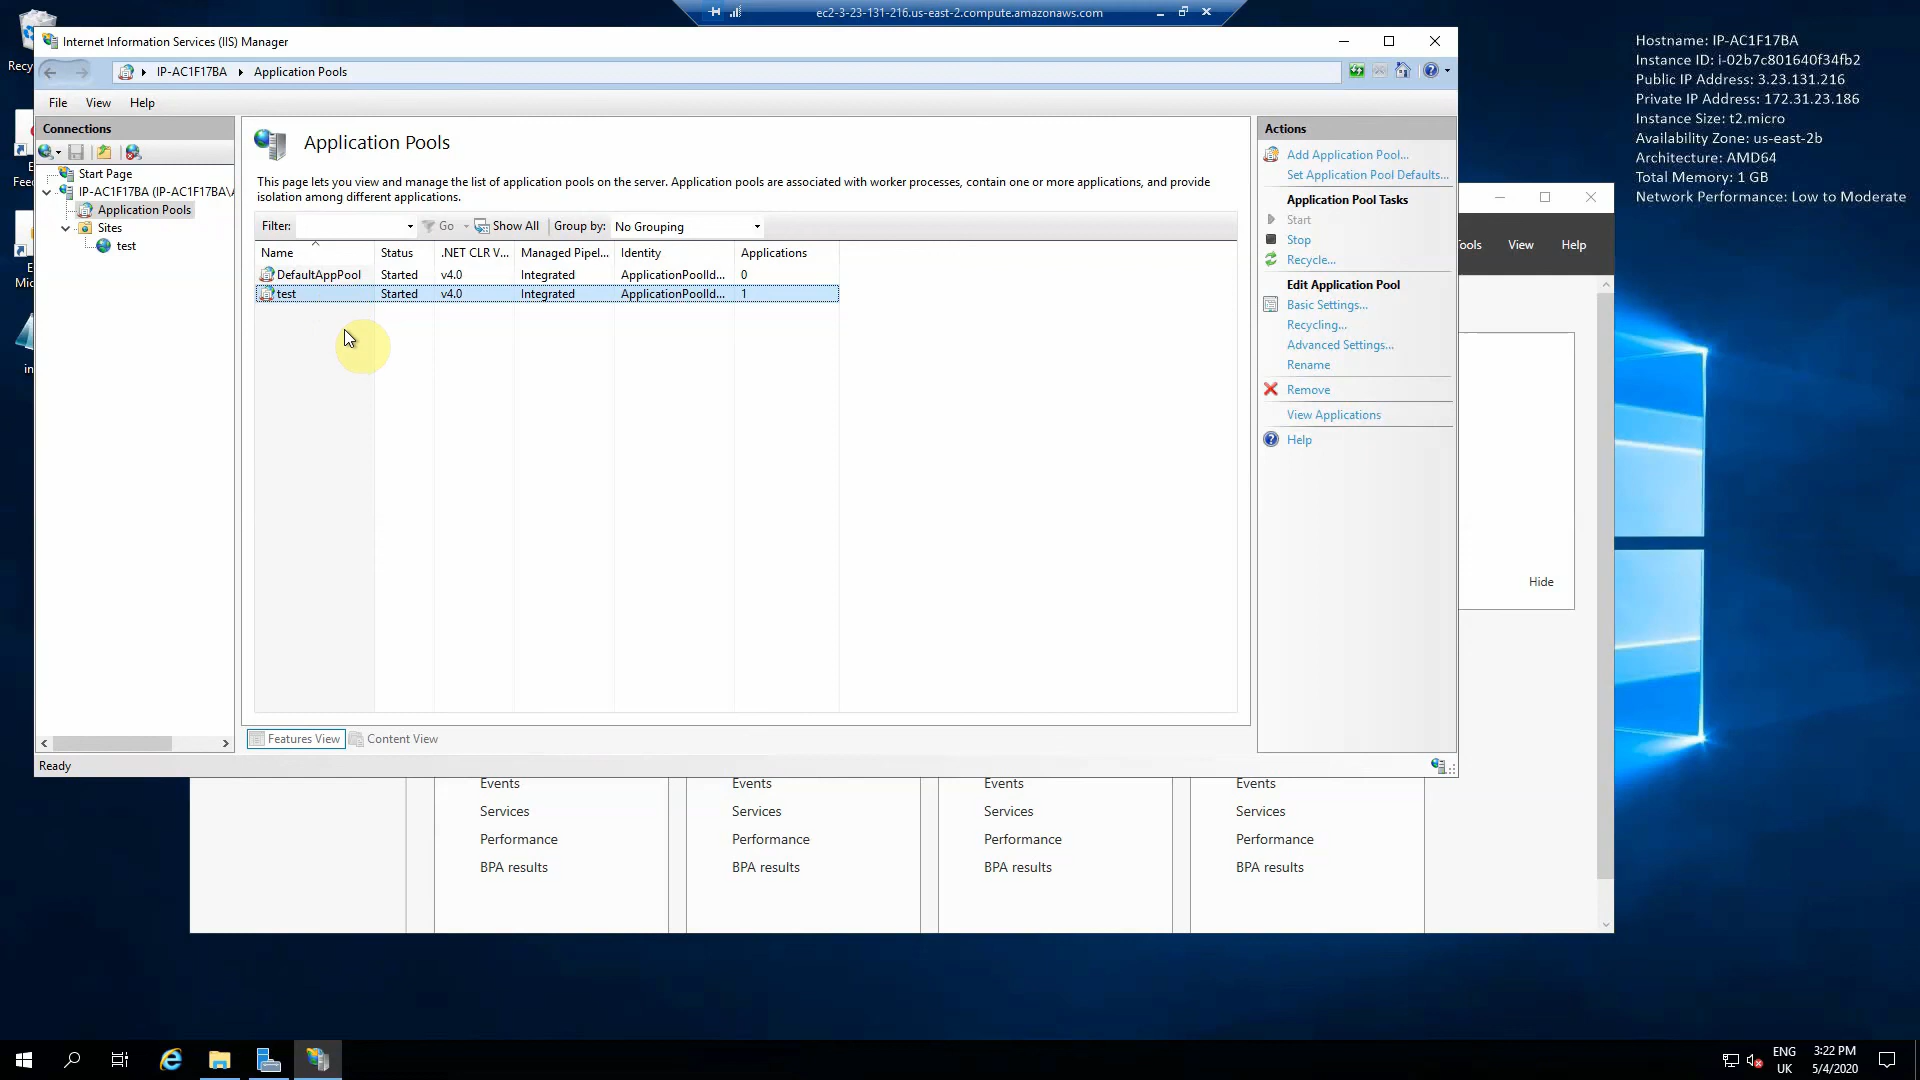 ec2-3-23-131-216.us-east-2.compute.amazonaws.com
Internet Information Services (IIS) Manager
IP-AC1F17BA
Application Pools
File
View
Help
Connections
Start Page
IP-AC1F17BA (IP-AC1F17BA\
Application Pools
Sites
test
Application Pools
This page lets you view and manage the list of application pools on the server. Application pools are associated with worker processes, contain one or more applications, and provide
isolation among different applications.
Filter:
Go
Show All
Group by:
No Grouping
Name
Status
.NET CLR V...
Managed Pipel...
Identity
Applications
DefaultAppPool
Started
v4.0
Integrated
ApplicationPoolId...
0
test
Started
v4.0
Integrated
ApplicationPoolId...
1
Features View
Content View
Ready
Actions
Add Application Pool...
Set Application Pool Defaults...
Application Pool Tasks
Start
Stop
Recycle...
Edit Application Pool
Basic Settings...
Recycling...
Advanced Settings...
Rename
Remove
View Applications
Help
Hostname: IP-AC1F17BA
Instance ID: i-02b7c801640f34fb2
Public IP Address: 3.23.131.216
Private IP Address: 172.31.23.186
Instance Size: t2.micro
Availability Zone: us-east-2b
Architecture: AMD64
Total Memory: 1 GB
Network Performance: Low to Moderate
View
Help
Hide
Events
Services
Performance
BPA results
Events
Services
Performance
BPA results
Events
Services
Performance
BPA results
Events
Services
Performance
BPA results
ENG
UK
3:22 PM
5/4/2020